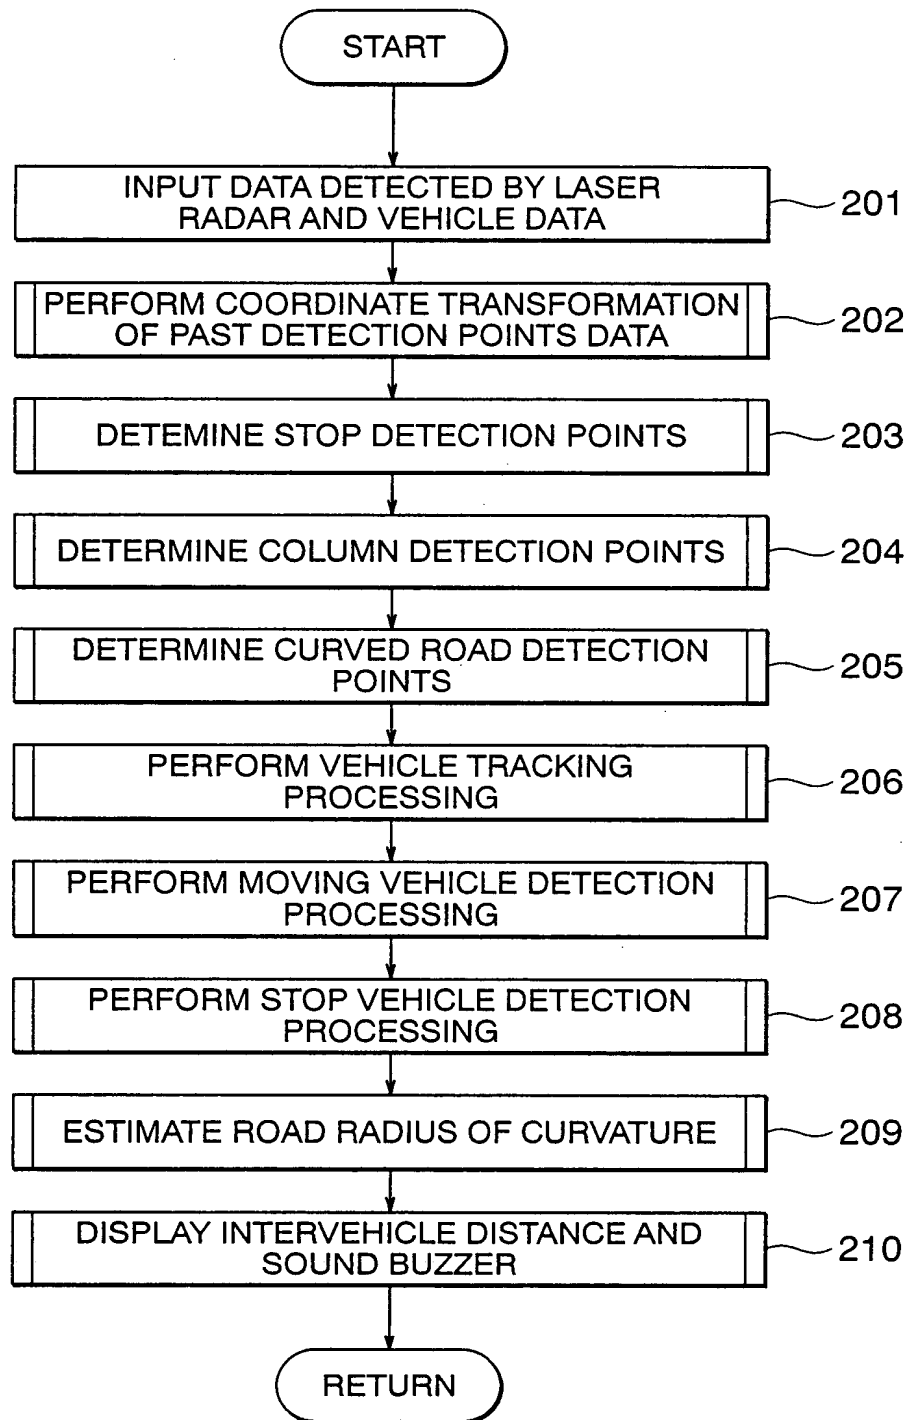 START
INPUT DATA DETECTED BY LASER
RADAR AND VEHICLE DATA
201
PERFORM COORDINATE TRANSFORMATION
OF PAST DETECTION POINTS DATA
202
DETEMINE STOP DETECTION POINTS
203
DETERMINE COLUMN DETECTION POINTS
204
DETERMINE CURVED ROAD DETECTION
POINTS
205
PERFORM VEHICLE TRACKING
PROCESSING
206
PERFORM MOVING VEHICLE DETECTION
PROCESSING
207
PERFORM STOP VEHICLE DETECTION
PROCESSING
208
ESTIMATE ROAD RADIUS OF CURVATURE
209
DISPLAY INTERVEHICLE DISTANCE AND
SOUND BUZZER
210
RETURN